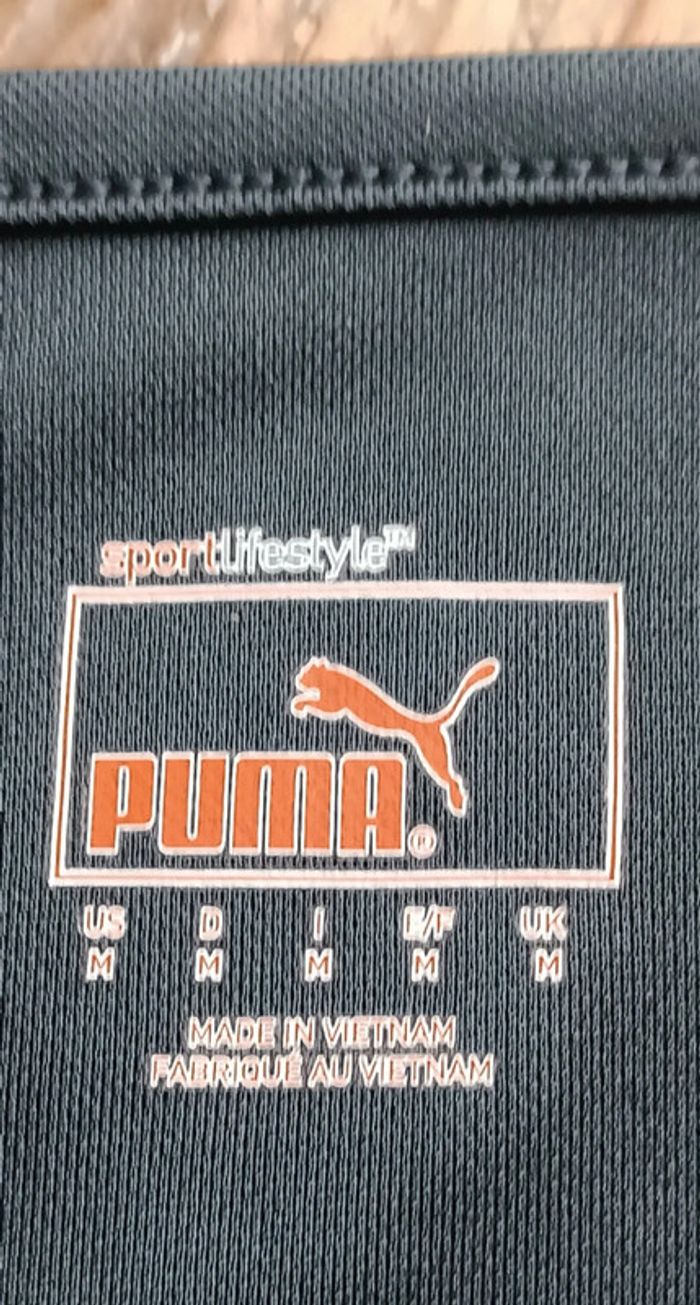 sportlifestyle™
PUMA®
US D I E/F UK
M M M M M
MADE IN VIETNAM
FABRIQUÉ AU VIETNAM